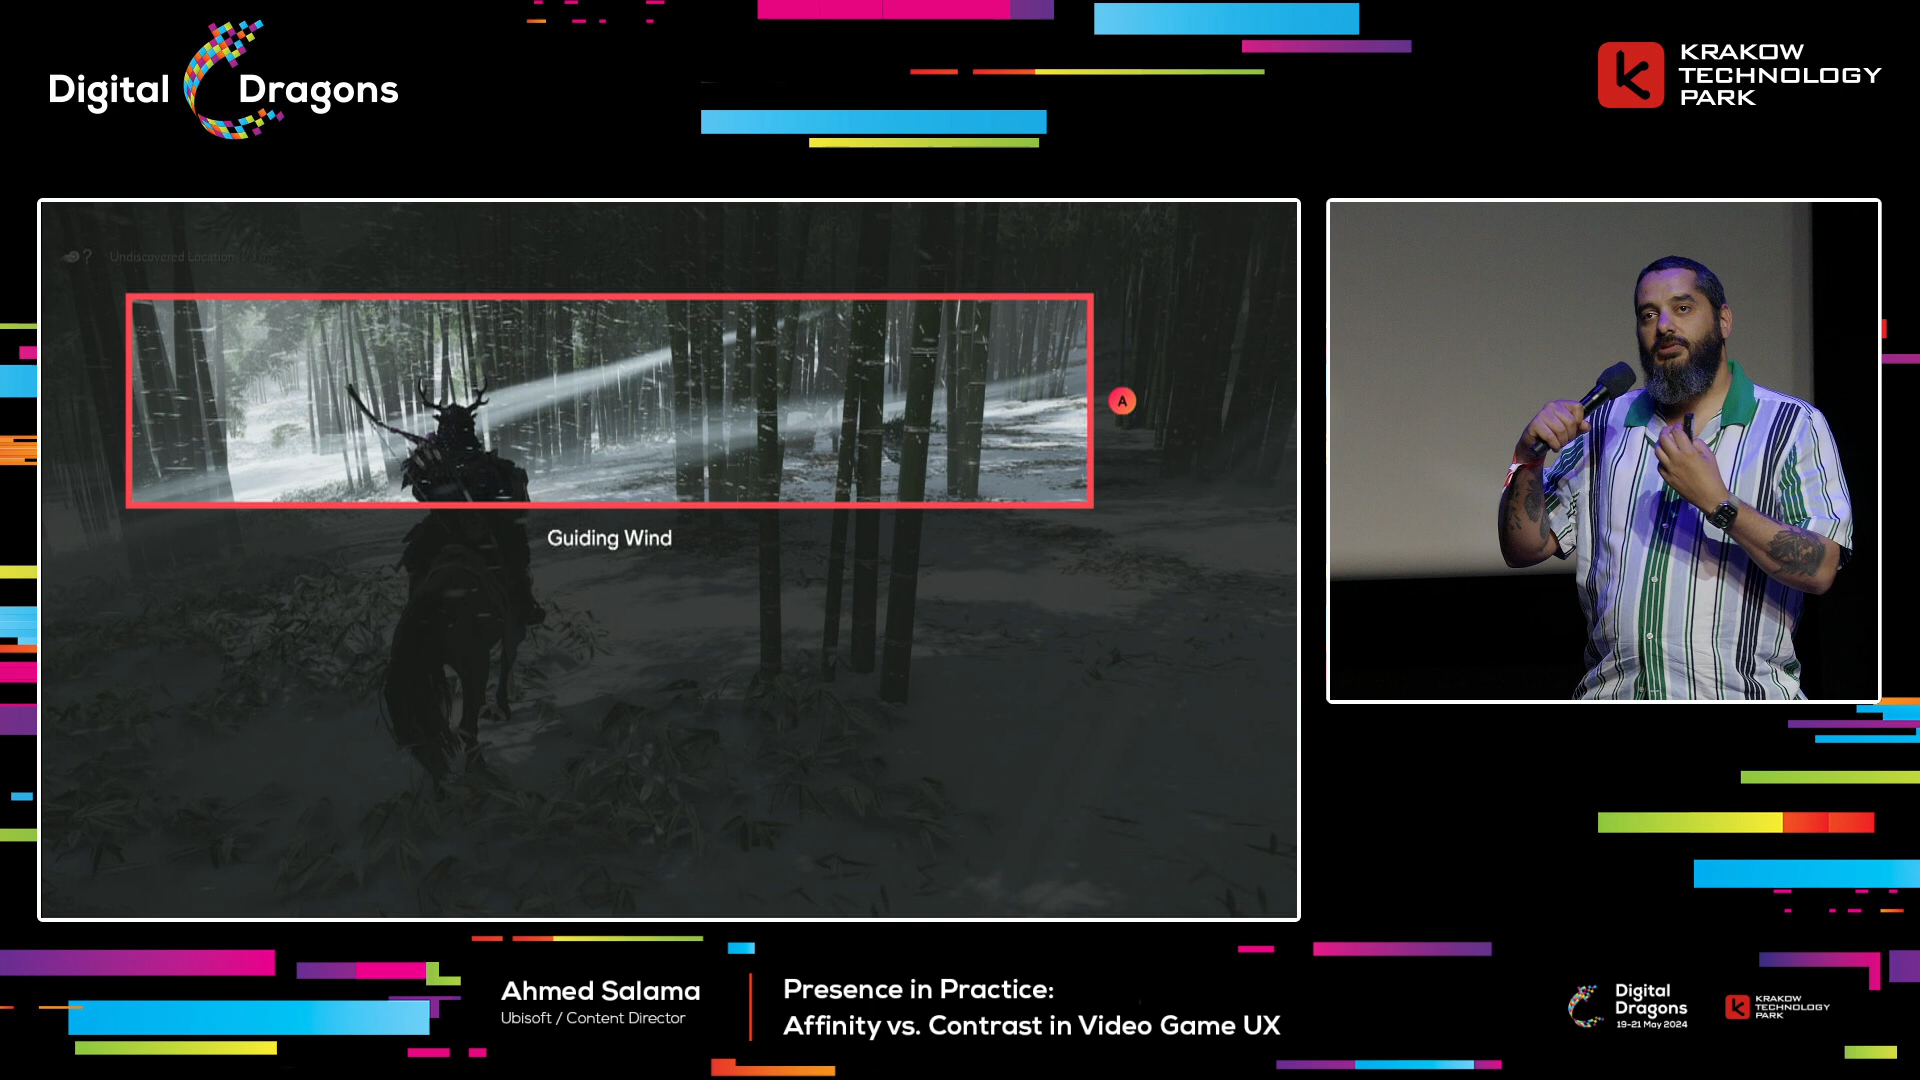 Digital Dragons
KRAKOW
TECHNOLOGY
PARK
? Undiscovered Location
A
Guiding Wind
Ahmed Salama
Ubisoft / Content Director
Presence in Practice:
Affinity vs. Contrast in Video Game UX
Digital
Dragons
19-21 May 2024
KRAKOW
TECHNOLOGY
PARK